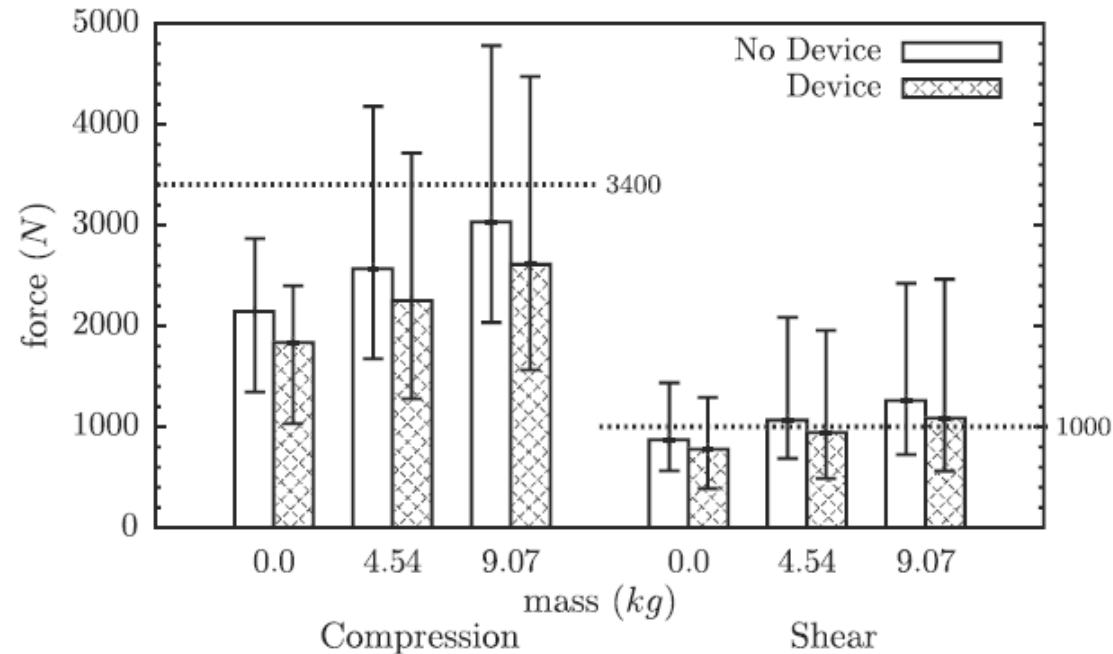 5000
4000
3000
2000
1000
0
force (N)
No Device
Device
3400
1000
0.0 4.54 9.07 0.0 4.54 9.07
mass (kg)
Compression Shear